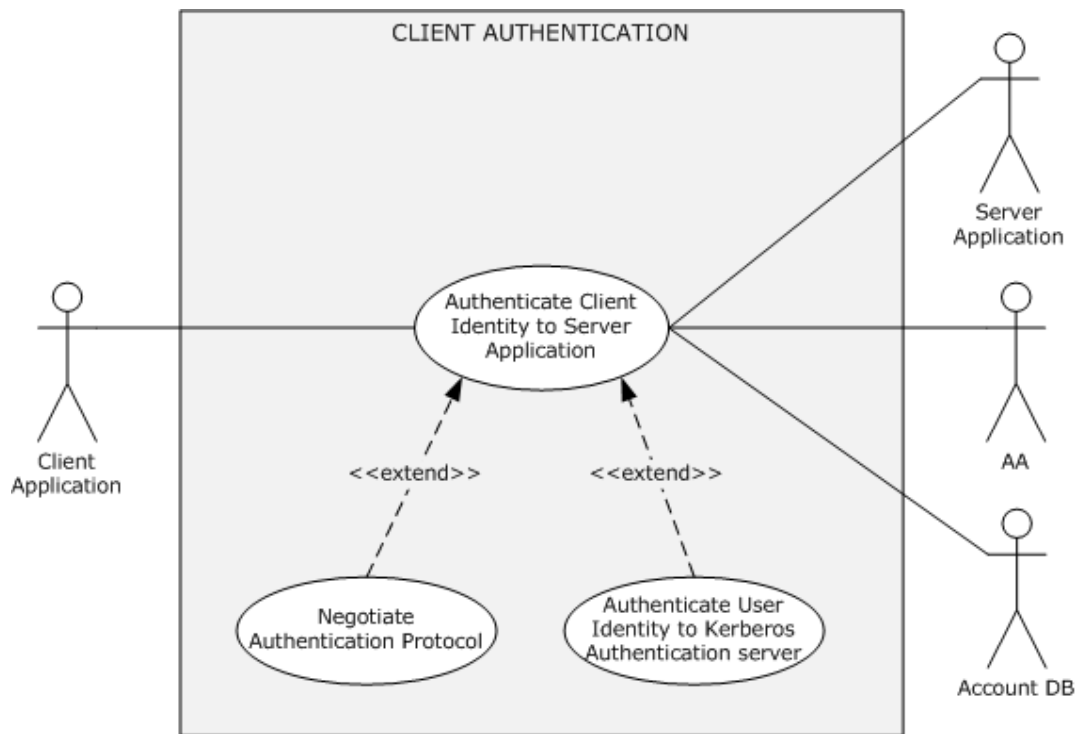 CLIENT AUTHENTICATION
Server
Application
Authenticate Client
Identity to Server
Application
Client
Application
AA
<<extend>>
<<extend>>
Negotiate
Authentication Protocol
Authenticate User
Identity to Kerberos
Authentication server
Account DB